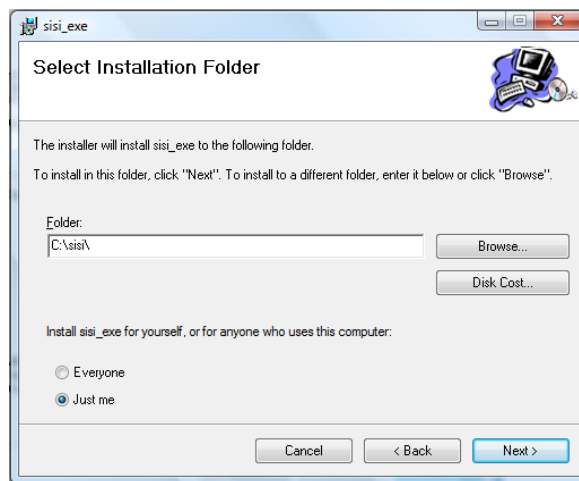 sisi_exe
Select Installation Folder
The installer will install sisi_exe to the following folder.
To install in this folder, click "Next". To install to a different folder, enter it below or click "Browse".
Folder:
C:\sisi\
Browse...
Disk Cost...
Install sisi_exe for yourself, or for anyone who uses this computer:
Everyone
Just me
Cancel
< Back
Next >